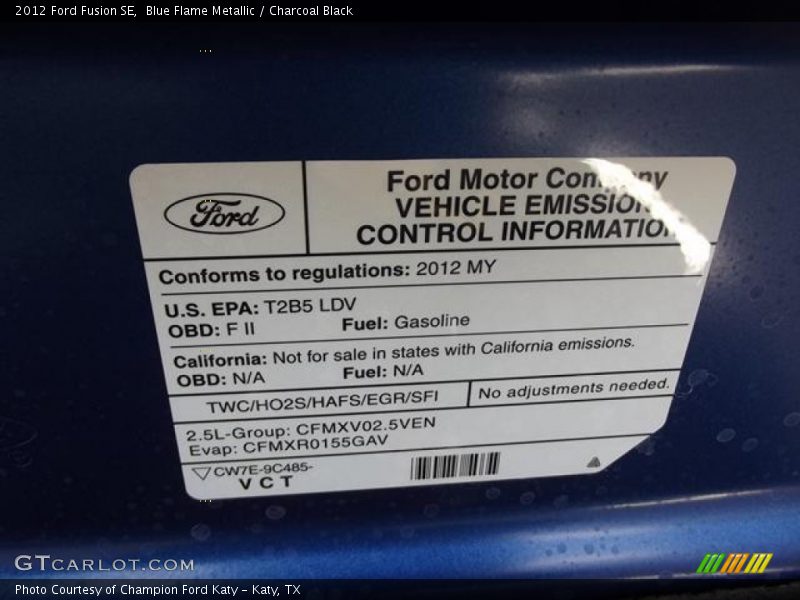 2012 Ford Fusion SE,  Blue Flame Metallic / Charcoal Black
Ford
Ford Motor Company
VEHICLE EMISSION
CONTROL INFORMATION
Conforms to regulations: 2012 MY
U.S. EPA: T2B5 LDV
OBD: F II Fuel: Gasoline
California: Not for sale in states with California emissions.
OBD: N/A Fuel: N/A
TWC/HO2S/HAFS/EGR/SFI
No adjustments needed.
2.5L-Group: CFMXV02.5VEN
Evap: CFMXR0155GAV
CW7E-9C485-
V C T
GTCARLOT.COM
Photo Courtesy of Champion Ford Katy - Katy, TX